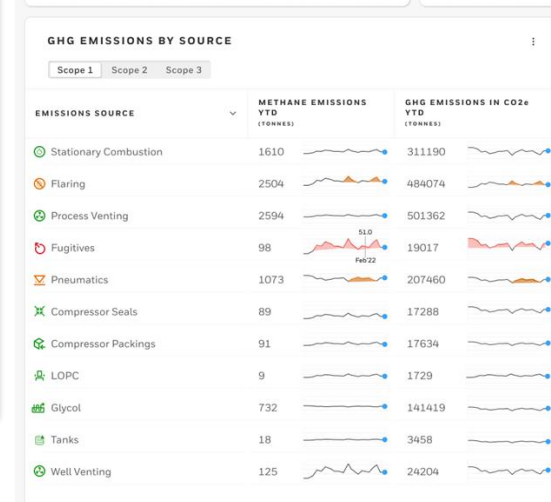 GHG EMISSIONS BY SOURCE
Scope 1 Scope 2 Scope 3
EMISSIONS SOURCE
METHANE EMISSIONS YTD (TONNES)
GHG EMISSIONS IN CO2e YTD (TONNES)
Stationary Combustion 1610 311190
Flaring 2504 484074
Process Venting 2594 501362
51.0
Fugitives 98 19017
Feb'22
Pneumatics 1073 207460
Compressor Seals 89 17288
Compressor Packings 91 17634
LOPC 9 1729
Glycol 732 141419
Tanks 18 3458
Well Venting 125 24204